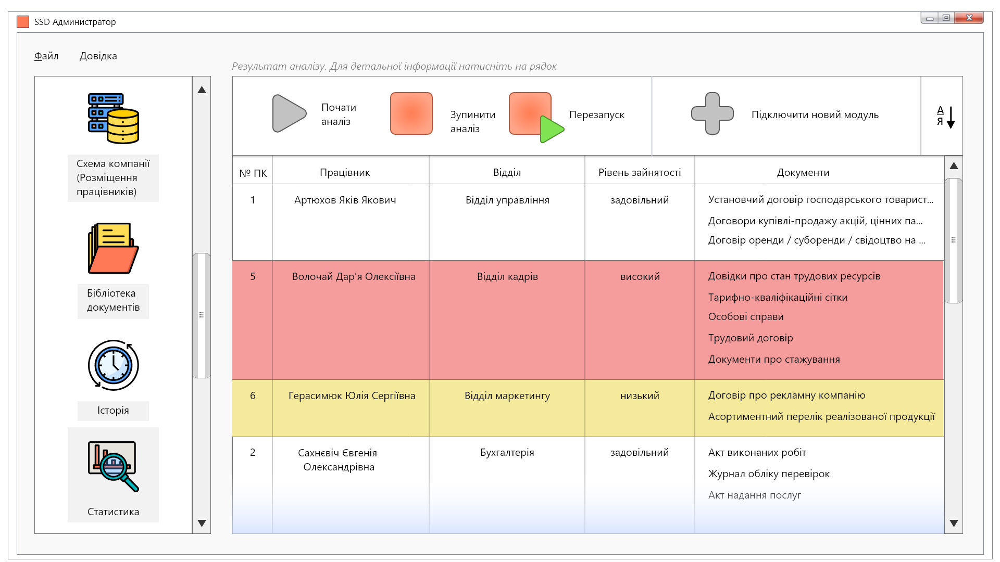 SSD Администратор
Файл Довідка
Результат аналізу. Для детальної інформації натисніть на рядок
Схема компанії
(Розміщення
працівників)
Бібліотека
документів
Історія
Статистика
Почати
аналіз
Зупинити
аналіз
Перезапуск
Підключити новий модуль
А
Я
№ ПК Працівник Відділ Рівень зайнятості Документи
1 Артюхов Яків Якович Відділ управління задовільний Установчий договір господарського товарист...
Договори купівлі-продажу акцій, цінних па...
Договір оренди / суборенди / свідоцтво на ...
5 Волочай Дар'я Олексіївна Відділ кадрів високий Довідки про стан трудових ресурсів
Тарифно-кваліфікаційні сітки
Особові справи
Трудовий договір
Документи про стажування
6 Герасимюк Юлія Сергіївна Відділ маркетингу низький Договір про рекламну компанію
Асортиментний перелік реалізованої продукції
2 Сахнєвіч Євгенія Бухгалтерія задовільний Акт виконаних робіт
Олександрівна
Журнал обліку перевірок
Акт надання послуг